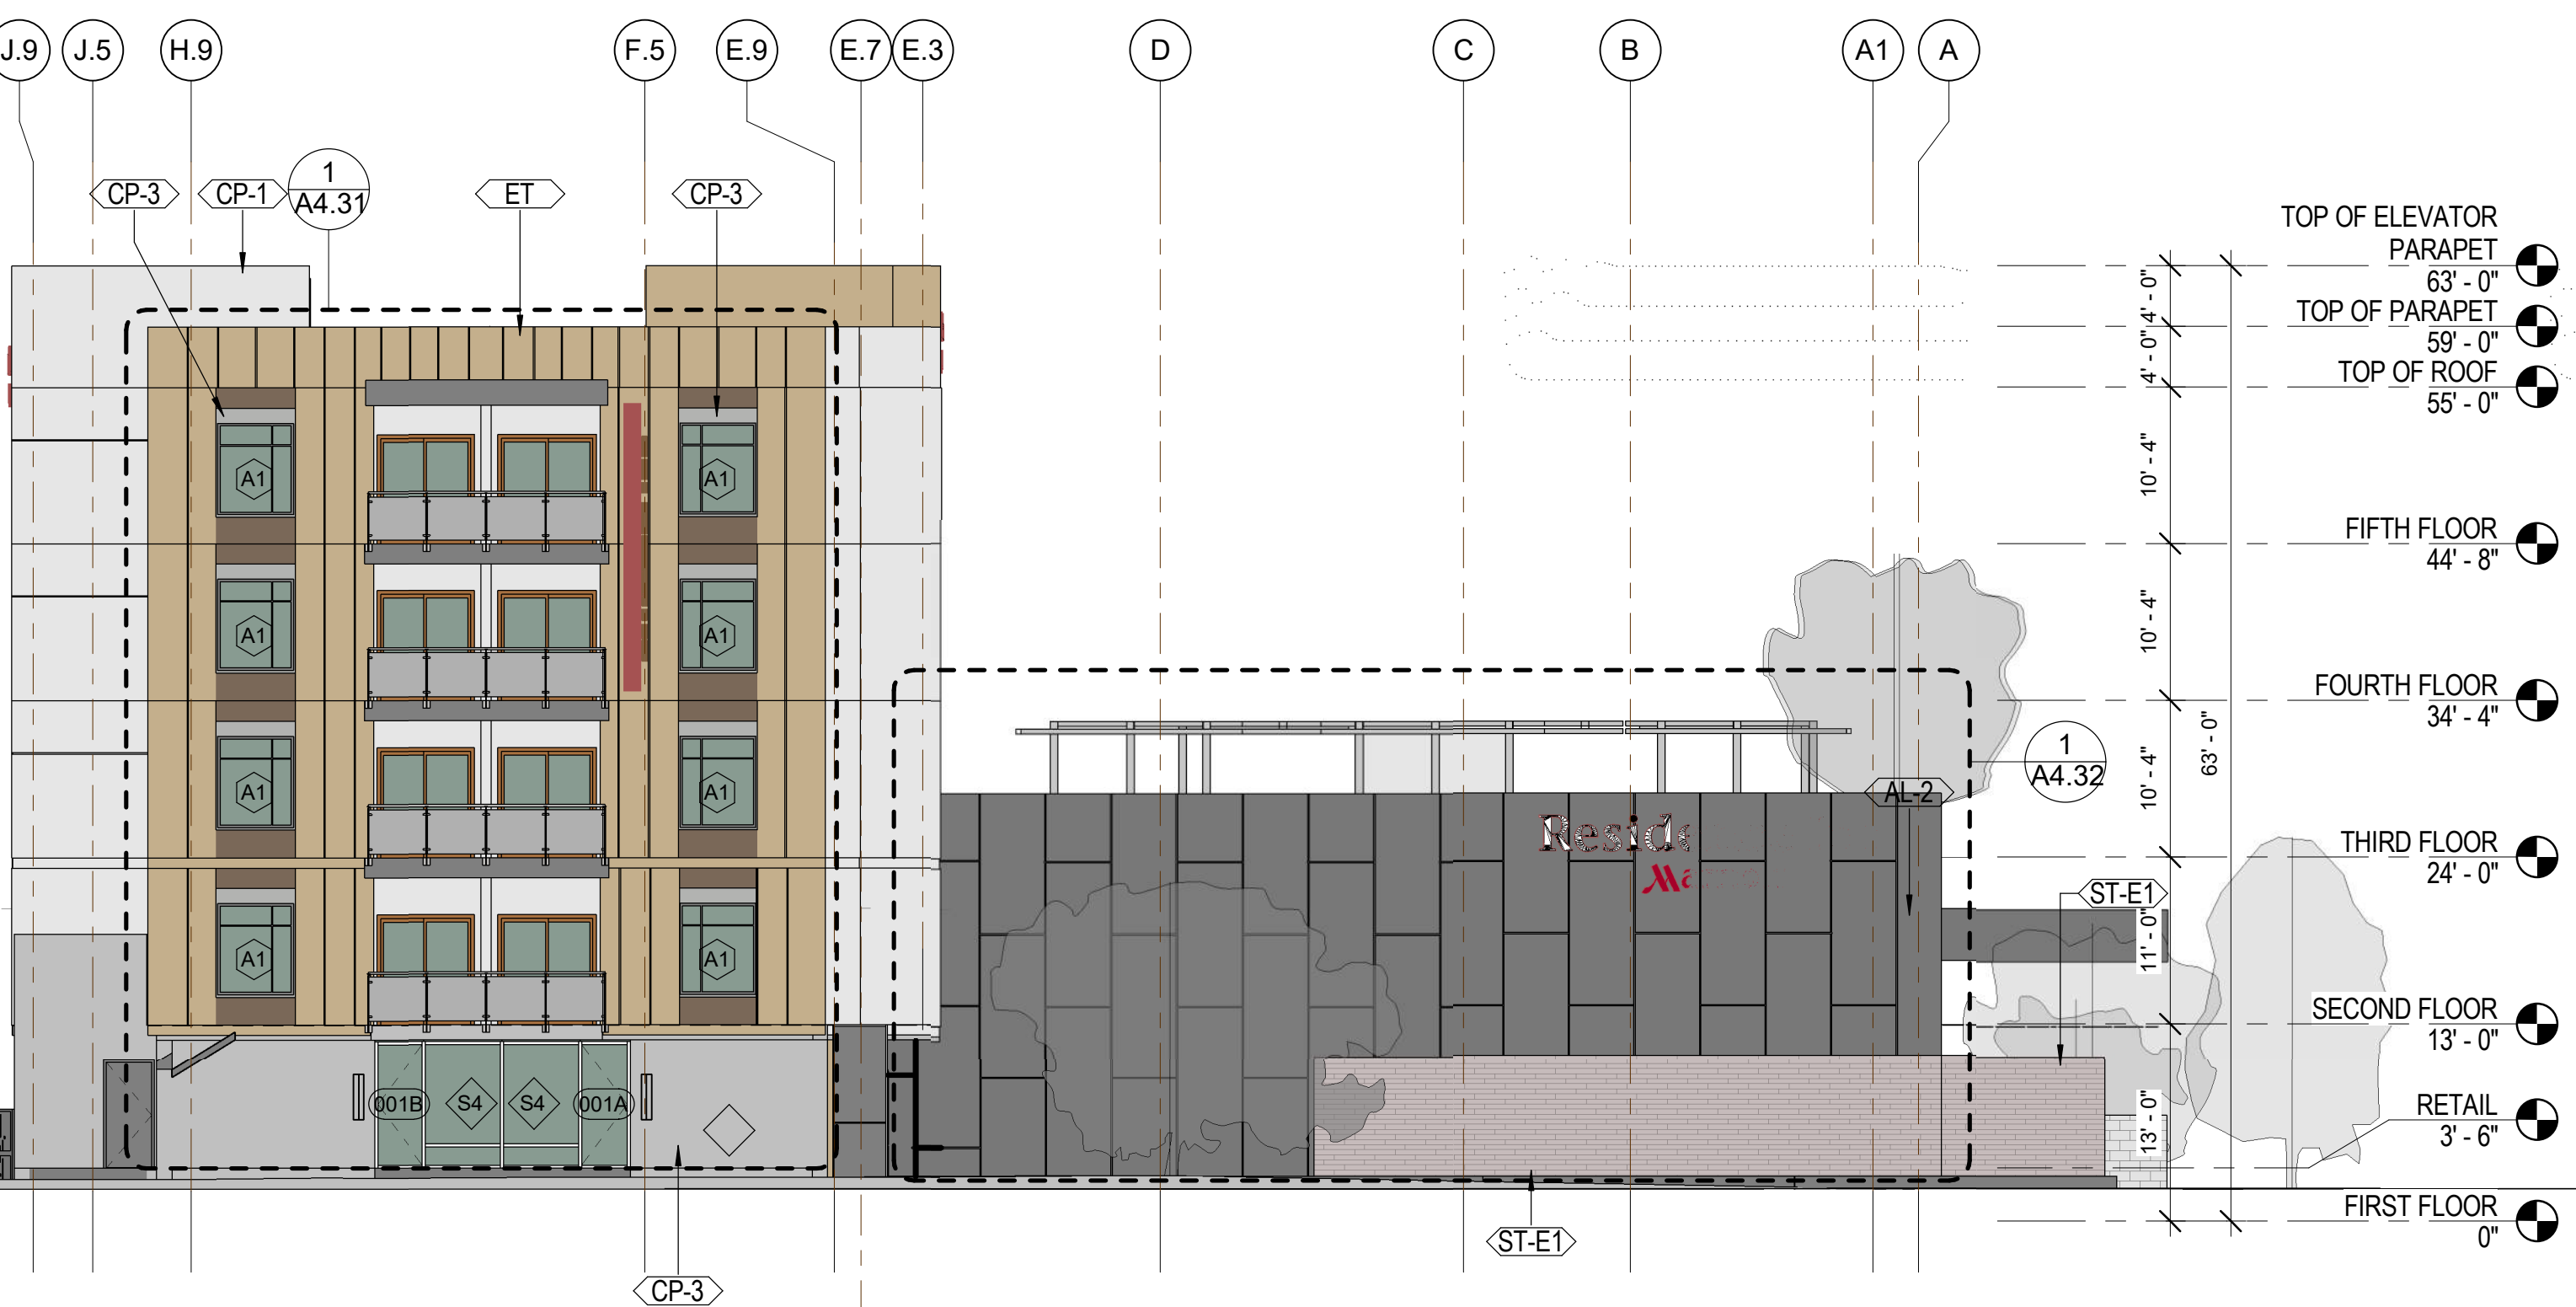 J.9 J.5 H.9 F.5 E.9 E.7 E.3 D C B A1 A
CP-3 CP-1 1 ET CP-3
A4.31
TOP OF ELEVATOR
PARAPET
63' - 0"
4' - 0"
TOP OF PARAPET
59' - 0"
4' - 0"
TOP OF ROOF
55' - 0"
10' - 4"
A1 A1
FIFTH FLOOR
44' - 8"
10' - 4"
A1 A1
FOURTH FLOOR
34' - 4"
63' - 0"
1
A4.32
10' - 4"
A1 A1
AL-2
Reside
THIRD FLOOR
24' - 0"
ST-E1
11' - 0"
A1 A1
SECOND FLOOR
13' - 0"
001B S4 S4 001A
RETAIL
3' - 6"
13' - 0"
FIRST FLOOR
0"
ST-E1
CP-3